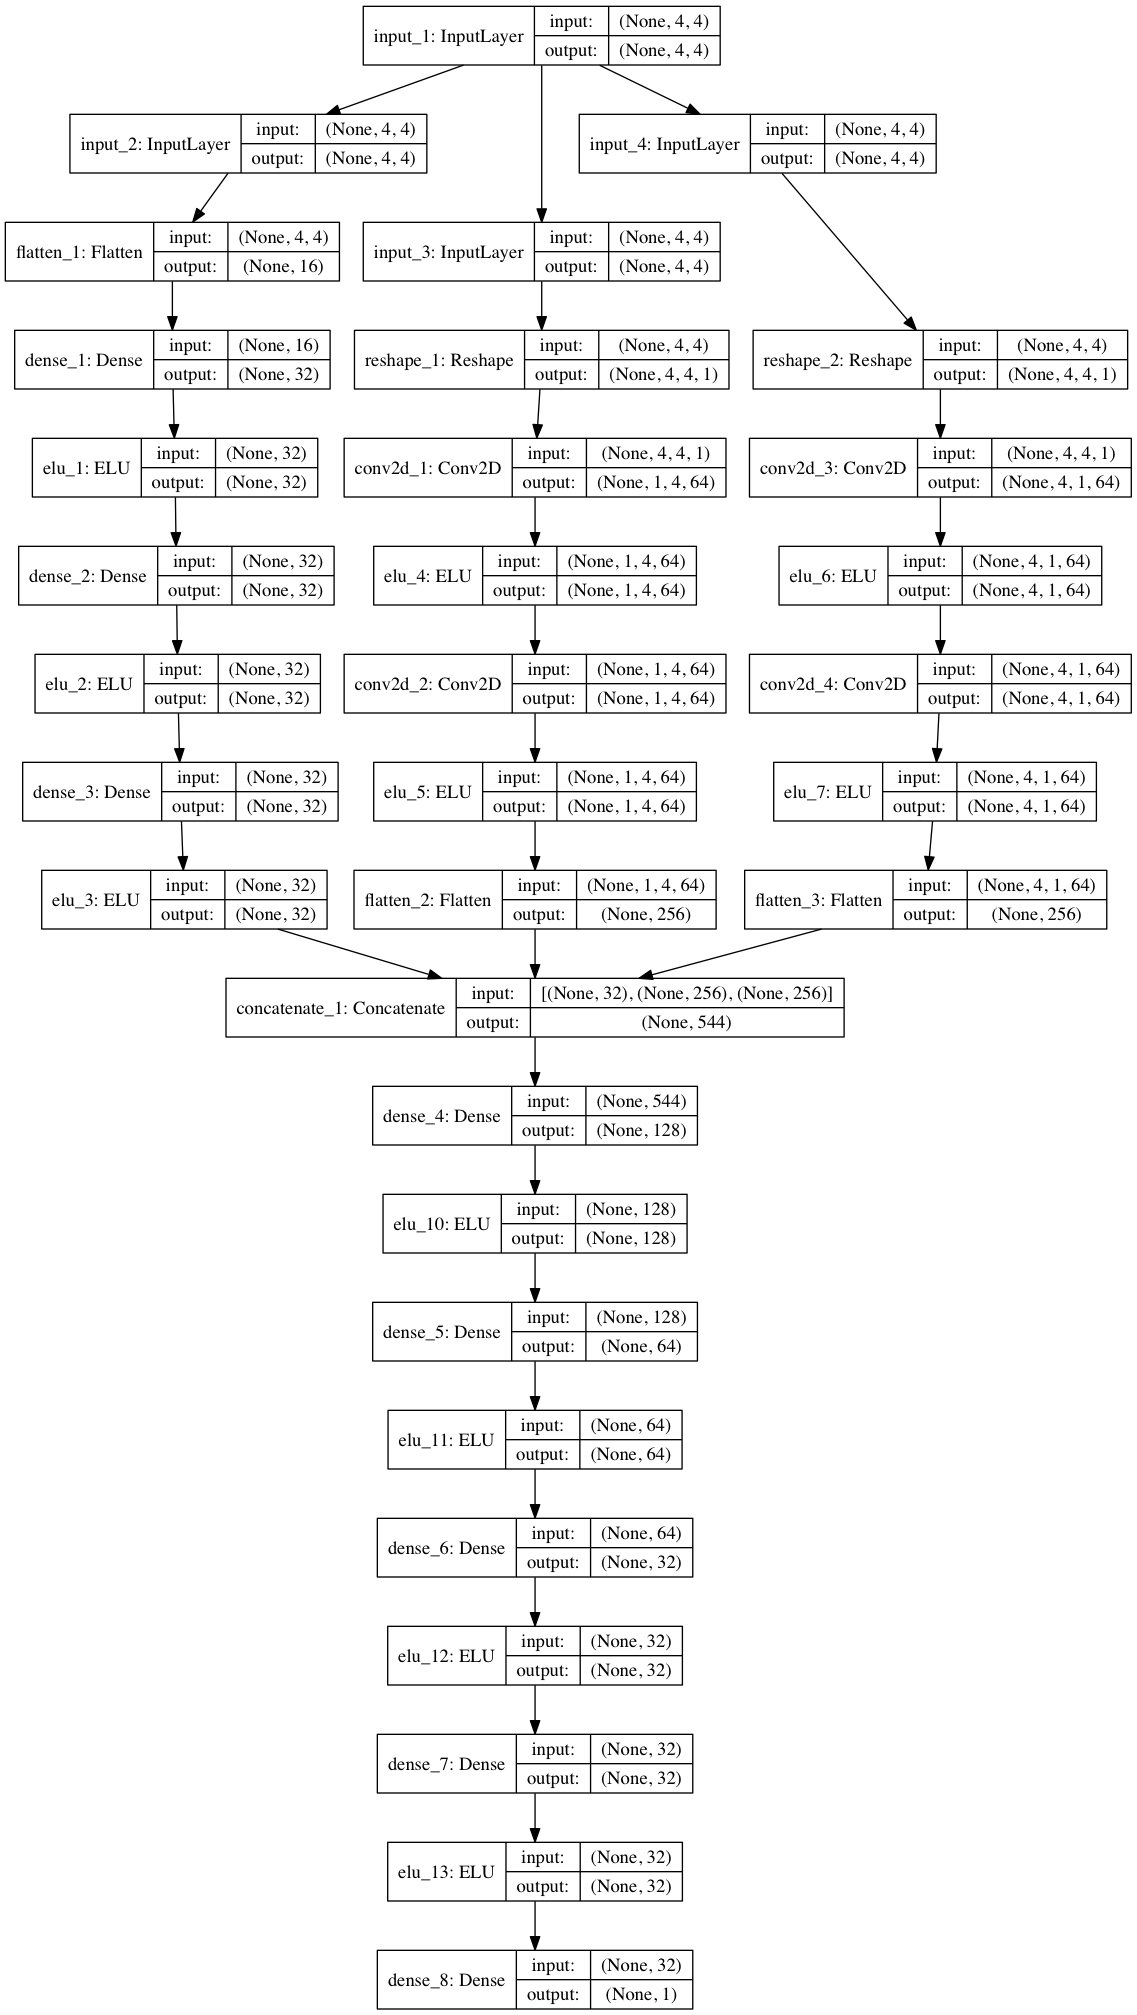 input_1: InputLayer
input: (None, 4, 4)
output: (None, 4, 4)
input_2: InputLayer
input: (None, 4, 4)
output: (None, 4, 4)
input_4: InputLayer
input: (None, 4, 4)
output: (None, 4, 4)
flatten_1: Flatten
input: (None, 4, 4)
output: (None, 16)
input_3: InputLayer
input: (None, 4, 4)
output: (None, 4, 4)
dense_1: Dense
input: (None, 16)
output: (None, 32)
reshape_1: Reshape
input: (None, 4, 4)
output: (None, 4, 4, 1)
reshape_2: Reshape
input: (None, 4, 4)
output: (None, 4, 4, 1)
elu_1: ELU
input: (None, 32)
output: (None, 32)
conv2d_1: Conv2D
input: (None, 4, 4, 1)
output: (None, 1, 4, 64)
conv2d_3: Conv2D
input: (None, 4, 4, 1)
output: (None, 4, 1, 64)
dense_2: Dense
input: (None, 32)
output: (None, 32)
elu_4: ELU
input: (None, 1, 4, 64)
output: (None, 1, 4, 64)
elu_6: ELU
input: (None, 4, 1, 64)
output: (None, 4, 1, 64)
elu_2: ELU
input: (None, 32)
output: (None, 32)
conv2d_2: Conv2D
input: (None, 1, 4, 64)
output: (None, 1, 4, 64)
conv2d_4: Conv2D
input: (None, 4, 1, 64)
output: (None, 4, 1, 64)
dense_3: Dense
input: (None, 32)
output: (None, 32)
elu_5: ELU
input: (None, 1, 4, 64)
output: (None, 1, 4, 64)
elu_7: ELU
input: (None, 4, 1, 64)
output: (None, 4, 1, 64)
elu_3: ELU
input: (None, 32)
output: (None, 32)
flatten_2: Flatten
input: (None, 1, 4, 64)
output: (None, 256)
flatten_3: Flatten
input: (None, 4, 1, 64)
output: (None, 256)
concatenate_1: Concatenate
input: [(None, 32), (None, 256), (None, 256)]
output: (None, 544)
dense_4: Dense
input: (None, 544)
output: (None, 128)
elu_10: ELU
input: (None, 128)
output: (None, 128)
dense_5: Dense
input: (None, 128)
output: (None, 64)
elu_11: ELU
input: (None, 64)
output: (None, 64)
dense_6: Dense
input: (None, 64)
output: (None, 32)
elu_12: ELU
input: (None, 32)
output: (None, 32)
dense_7: Dense
input: (None, 32)
output: (None, 32)
elu_13: ELU
input: (None, 32)
output: (None, 32)
dense_8: Dense
input: (None, 32)
output: (None, 1)